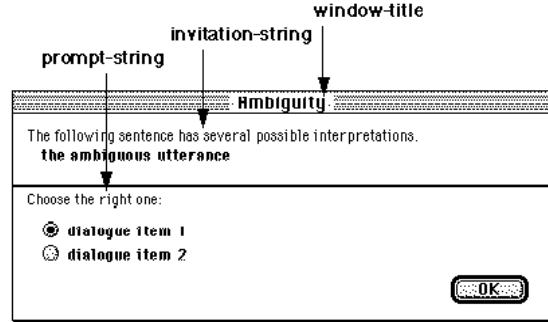 window-title
invitation-string
prompt-string
Ambiguity
The following sentence has several possible interpretations.
the ambiguous utterance
Choose the right one:
dialogue item 1
dialogue item 2
OK